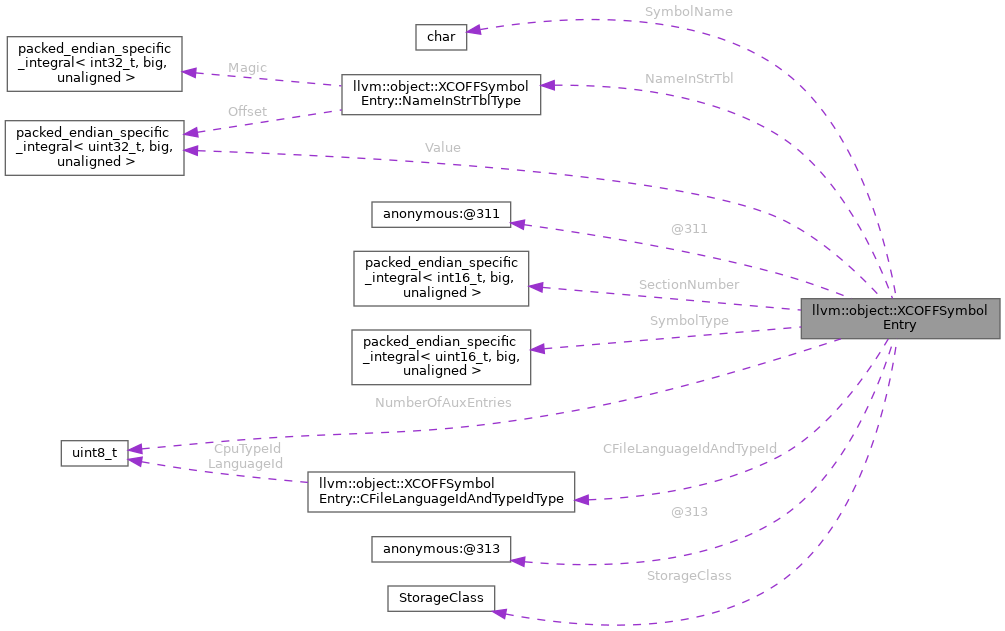 SymbolName
char
packed_endian_specific
_integral< int32_t, big,
unaligned >
Magic
NameInStrTbl
llvm::object::XCOFFSymbol
Entry::NameInStrTblType
Offset
packed_endian_specific
_integral< uint32_t, big,
unaligned >
Value
anonymous:@311
@311
packed_endian_specific
_integral< int16_t, big,
unaligned >
SectionNumber
llvm::object::XCOFFSymbol
Entry
SymbolType
packed_endian_specific
_integral< uint16_t, big,
unaligned >
NumberOfAuxEntries
uint8_t
CpuTypeId
LanguageId
CFileLanguageIdAndTypeId
llvm::object::XCOFFSymbol
Entry::CFileLanguageIdAndTypeIdType
@313
anonymous:@313
StorageClass
StorageClass